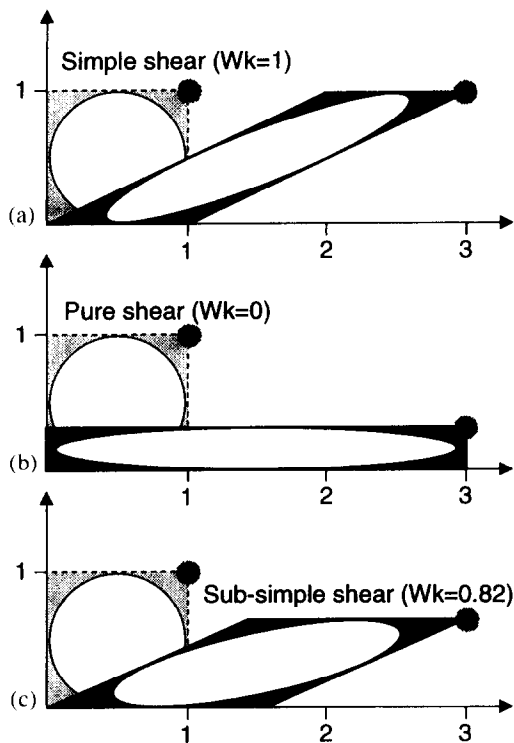 Simple shear (Wk=1)
1
(a)
1 2 3
Pure shear (Wk=0)
1
(b)
1 2 3
1
Sub-simple shear (Wk=0.82)
(c)
1 2 3